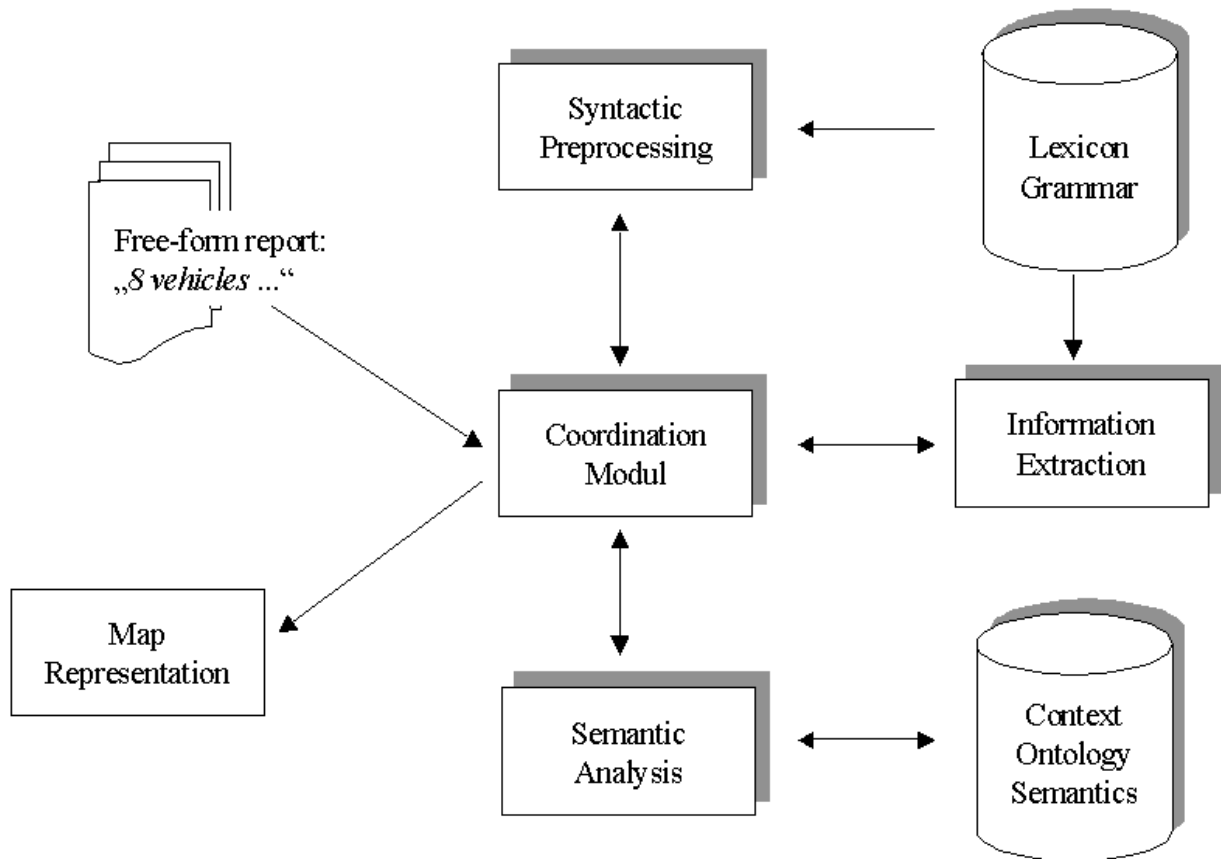 Syntactic
Preprocessing
Lexicon
Grammar
Free-form report:
„8 vehicles ...“
Coordination
Modul
Information
Extraction
Map
Representation
Semantic
Analysis
Context
Ontology
Semantics